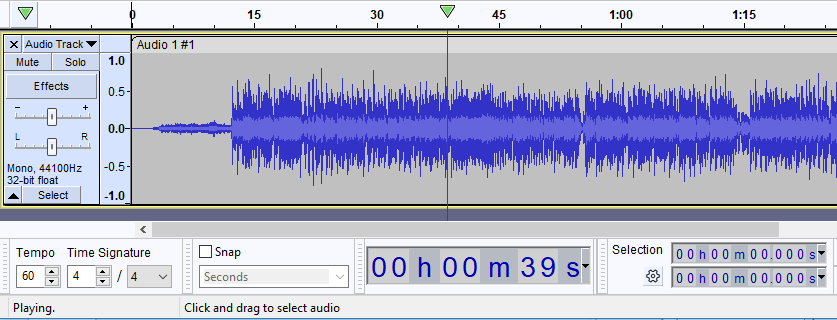 0 15 30 45 1:00 1:15
Audio Track
Audio 1 #1
Mute Solo
Effects
- +
L R
Mono, 44100Hz
32-bit float
Select
1.0
0.5
0.0
-0.5
-1.0
Tempo
60
Time Signature
4 / 4
Snap
Seconds
00 h 00 m 39 s
Selection
00 h 00 m 00.000 s
00 h 00 m 00.000 s
Playing.
Click and drag to select audio